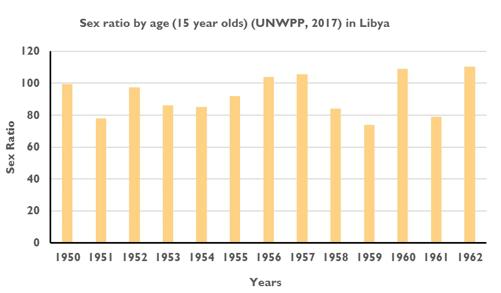 Sex ratio by age (15 year olds) (UNWPP, 2017) in Libya
120
100
80
60
40
20
0
Sex Ratio
1950 1951 1952 1953 1954 1955 1956 1957 1958 1959 1960 1961 1962
Years